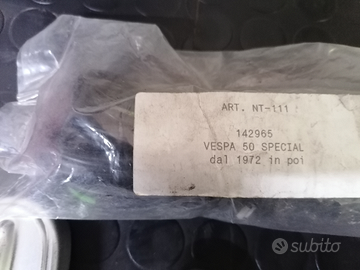 ART. NT-111
142965
VESPA 50 SPECIAL
dal 1972 in poi
subito